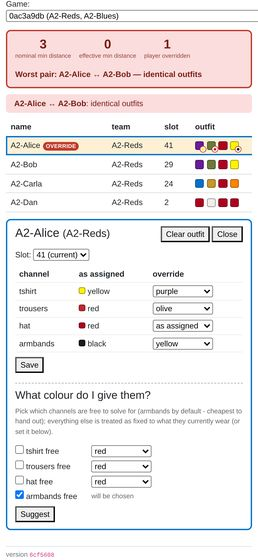 Game:
0ac3a9db (A2-Reds, A2-Blues)
3 0 1
nominal min distance effective min distance player overridden
Worst pair: A2-Alice ↔ A2-Bob — identical outfits
A2-Alice ↔ A2-Bob: identical outfits
name team slot outfit
A2-Alice OVERRIDE A2-Reds 41
A2-Bob A2-Reds 29
A2-Carla A2-Reds 24
A2-Dan A2-Reds 2
A2-Alice (A2-Reds) Clear outfit Close
Slot: 41 (current)
channel as assigned override
tshirt yellow purple
trousers red olive
hat red as assigned
armbands black yellow
Save
What colour do I give them?
Pick which channels are free to solve for (armbands by default - cheapest to
hand out); everything else is treated as fixed to what they currently wear (or
set it below).
tshirt free red
trousers free red
hat free red
armbands free will be chosen
Suggest
version 6cf5608